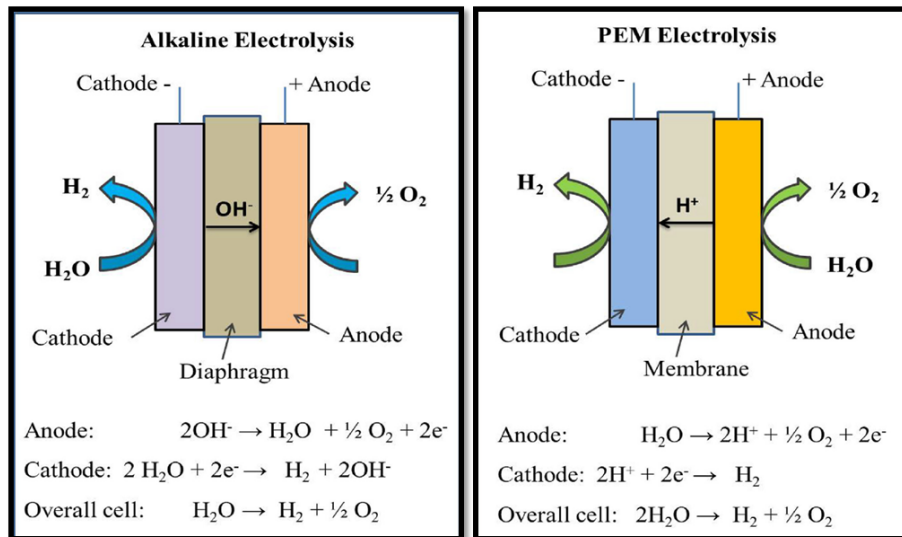 Alkaline Electrolysis
Cathode -
+ Anode
H₂
½ O₂
OH⁻
H₂O
Cathode
Anode
Diaphragm
Anode: 2OH⁻ → H₂O + ½ O₂ + 2e⁻
Cathode: 2 H₂O + 2e⁻ → H₂ + 2OH⁻
Overall cell: H₂O → H₂ + ½ O₂
PEM Electrolysis
Cathode -
+ Anode
H₂
½ O₂
H⁺
H₂O
Cathode
Anode
Membrane
Anode: H₂O → 2H⁺ + ½ O₂ + 2e⁻
Cathode: 2H⁺ + 2e⁻ → H₂
Overall cell: 2H₂O → H₂ + ½ O₂